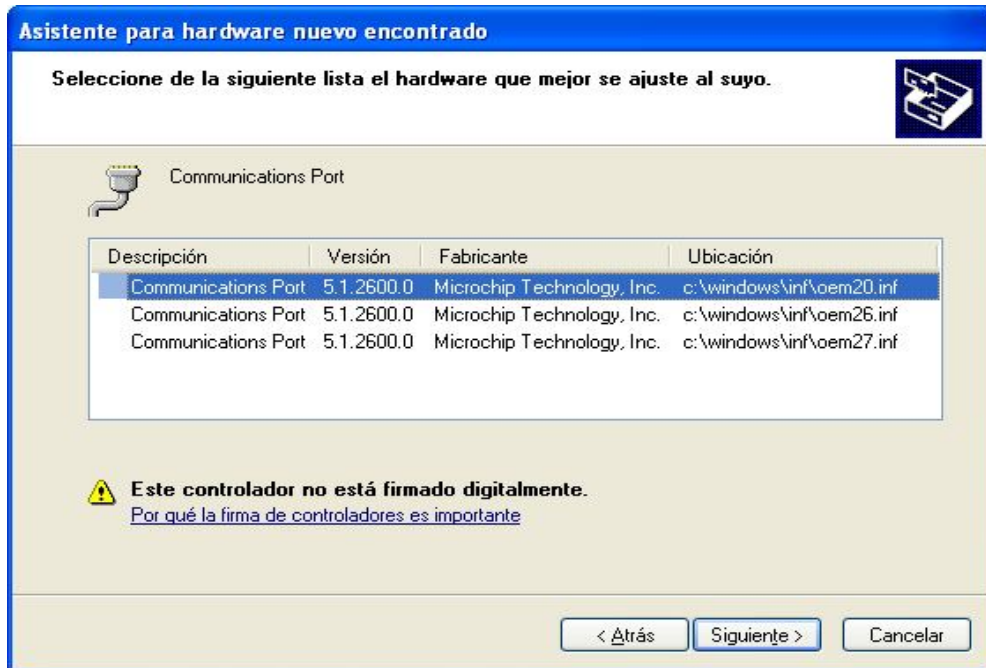 Asistente para hardware nuevo encontrado
Seleccione de la siguiente lista el hardware que mejor se ajuste al suyo.
Communications Port
Descripción Versión Fabricante Ubicación
Communications Port 5.1.2600.0 Microchip Technology, Inc. c:\windows\inf\oem20.inf
Communications Port 5.1.2600.0 Microchip Technology, Inc. c:\windows\inf\oem26.inf
Communications Port 5.1.2600.0 Microchip Technology, Inc. c:\windows\inf\oem27.inf
Este controlador no está firmado digitalmente.
Por qué la firma de controladores es importante
< Atrás Siguiente > Cancelar